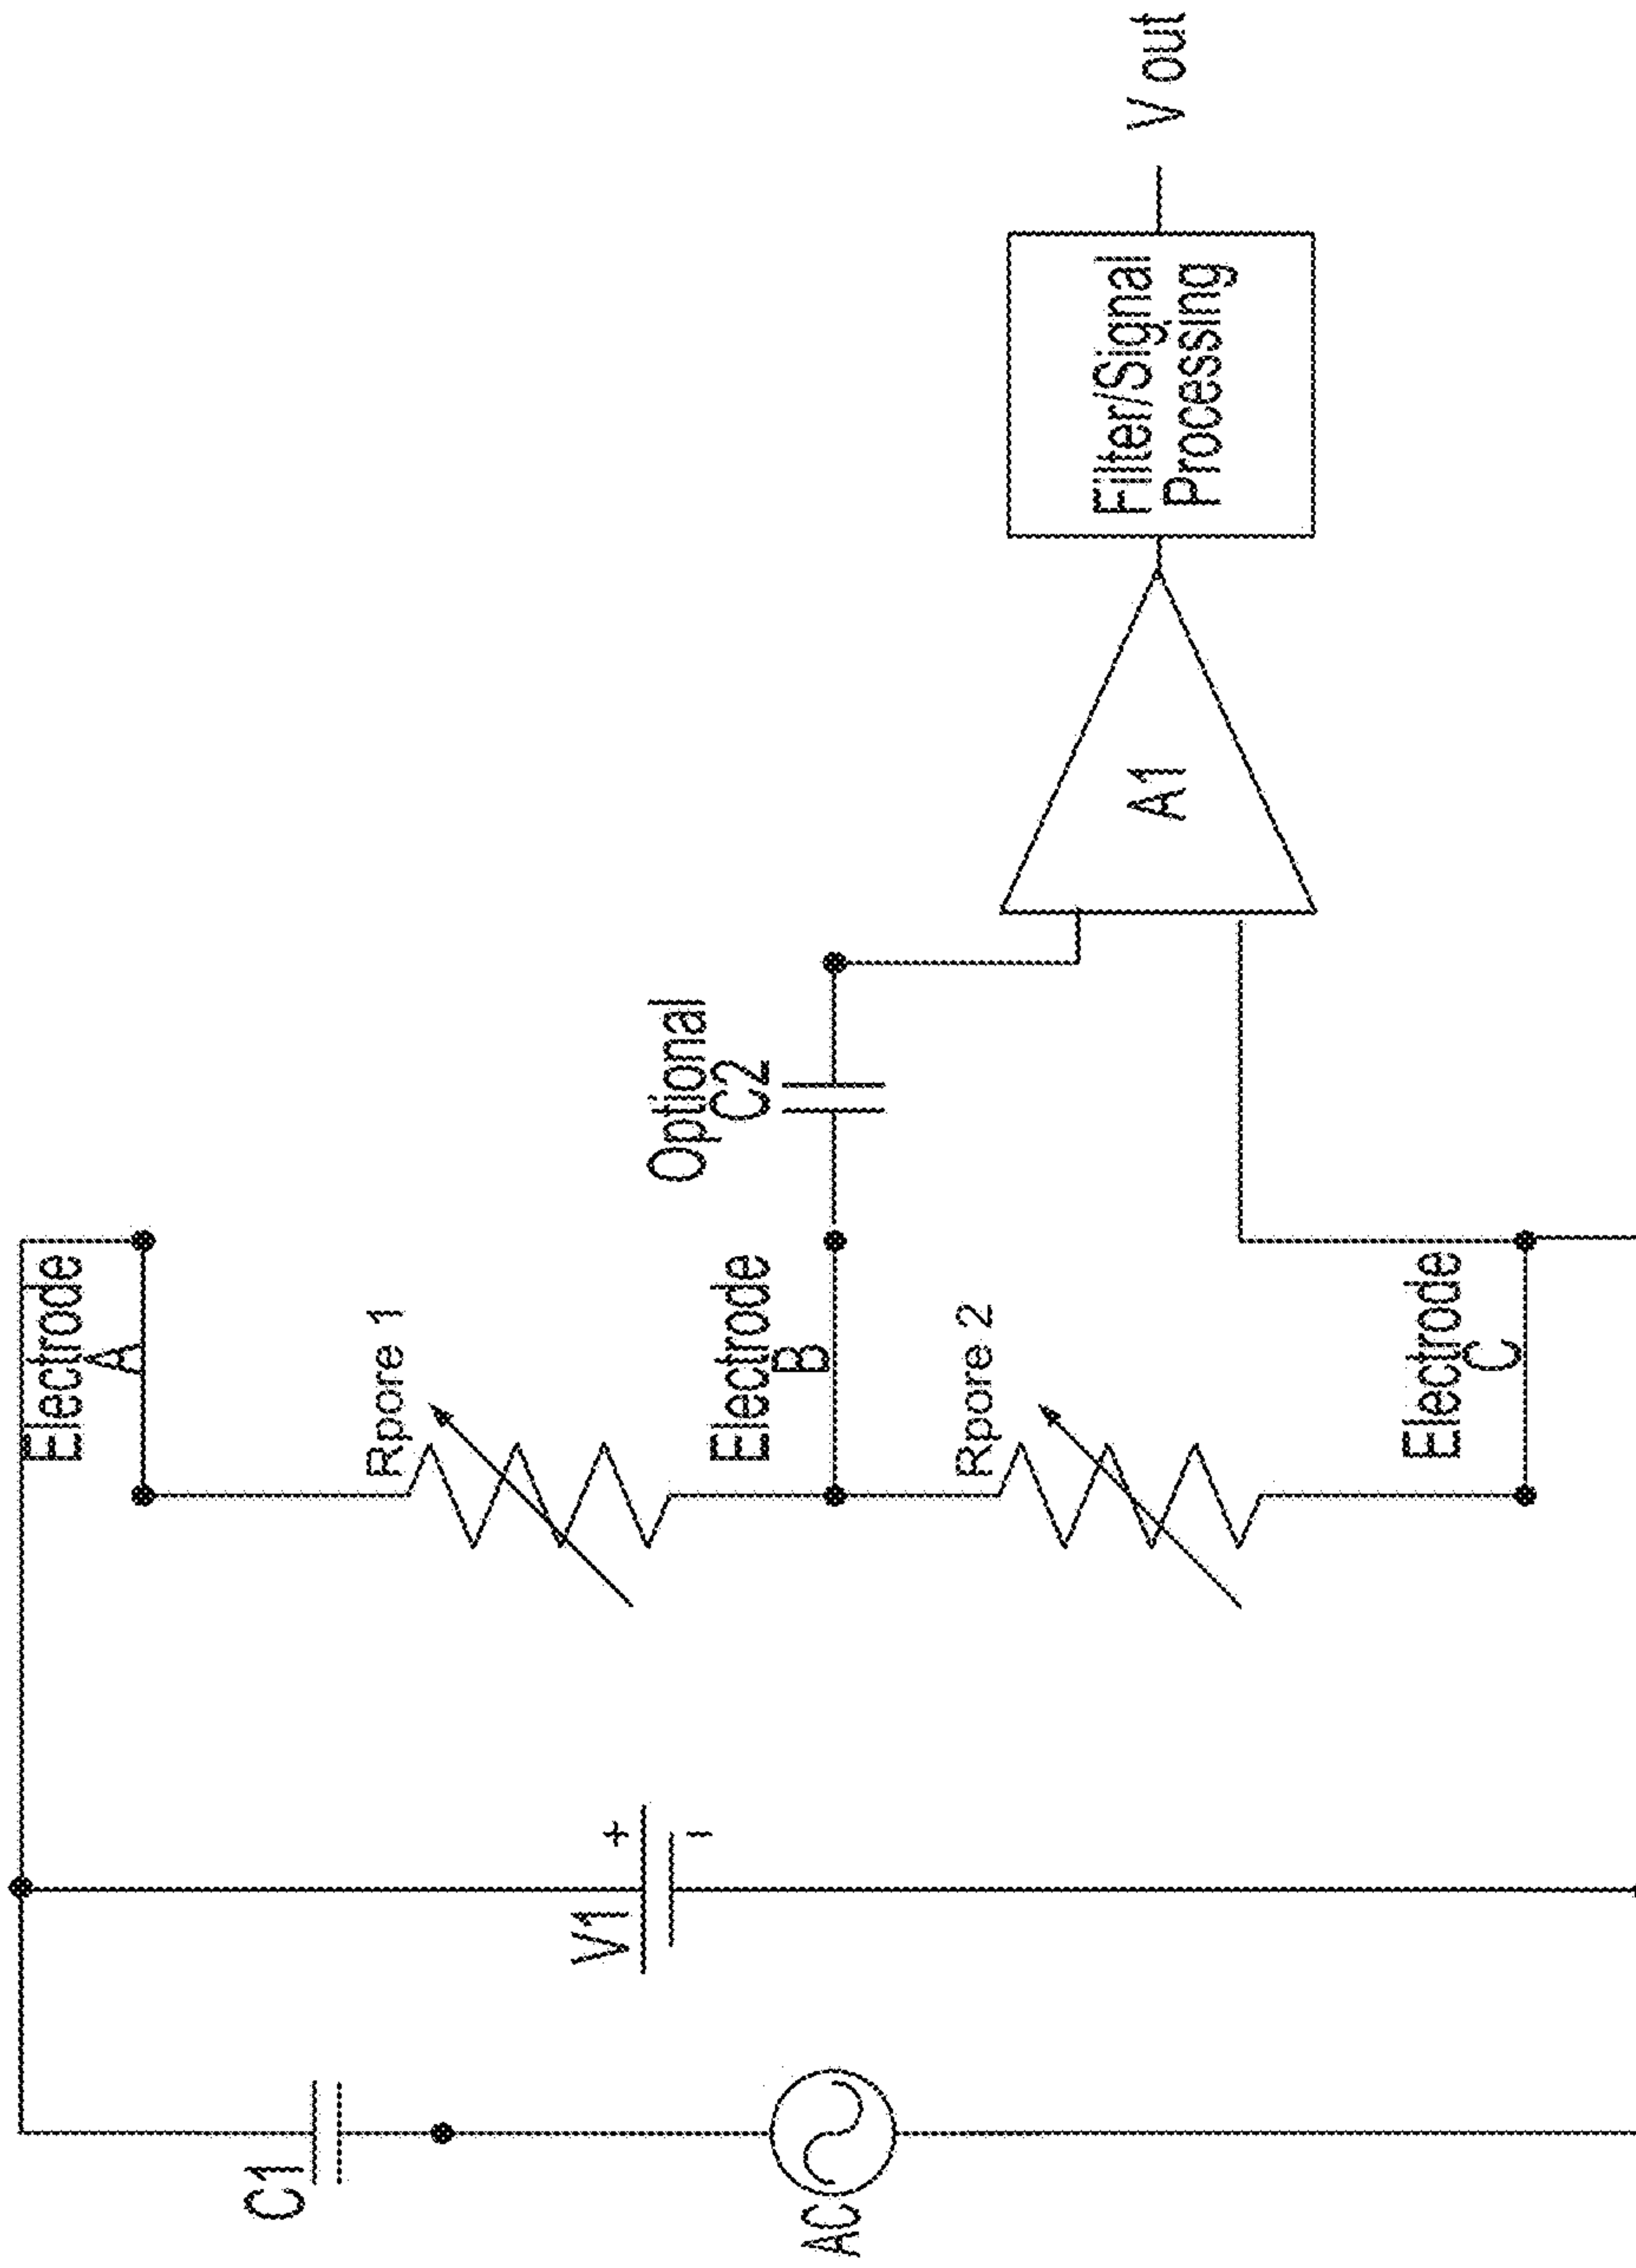 Electrode
A
Rpore 1
Optional
C2
Electrode
B
Rpore 2
Electrode
C
C1
V1
+
-
AC
A1
Filter/Signal
Processing
V out